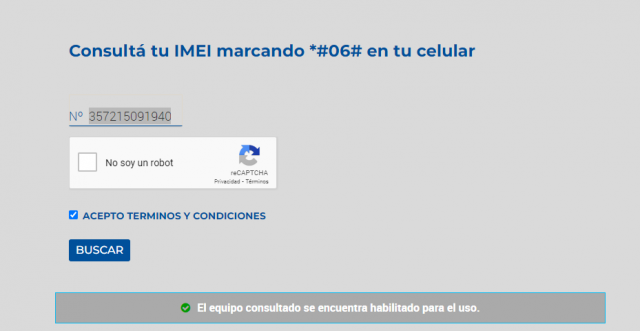 Consultá tu IMEI marcando *#06# en tu celular
Nº 357215091940
No soy un robot
reCAPTCHA
Privacidad - Términos
ACEPTO TERMINOS Y CONDICIONES
BUSCAR
El equipo consultado se encuentra habilitado para el uso.